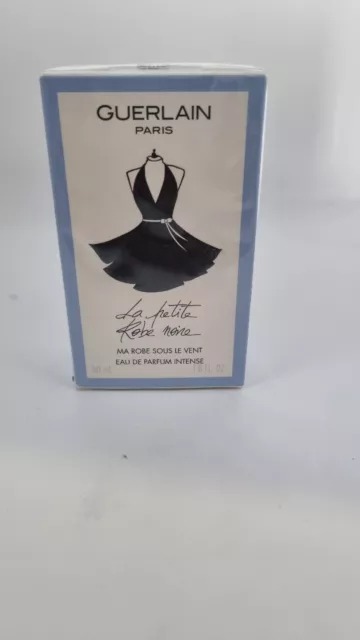 GUERLAIN
PARIS
La petite
Robe noire
MA ROBE SOUS LE VENT
EAU DE PARFUM INTENSE